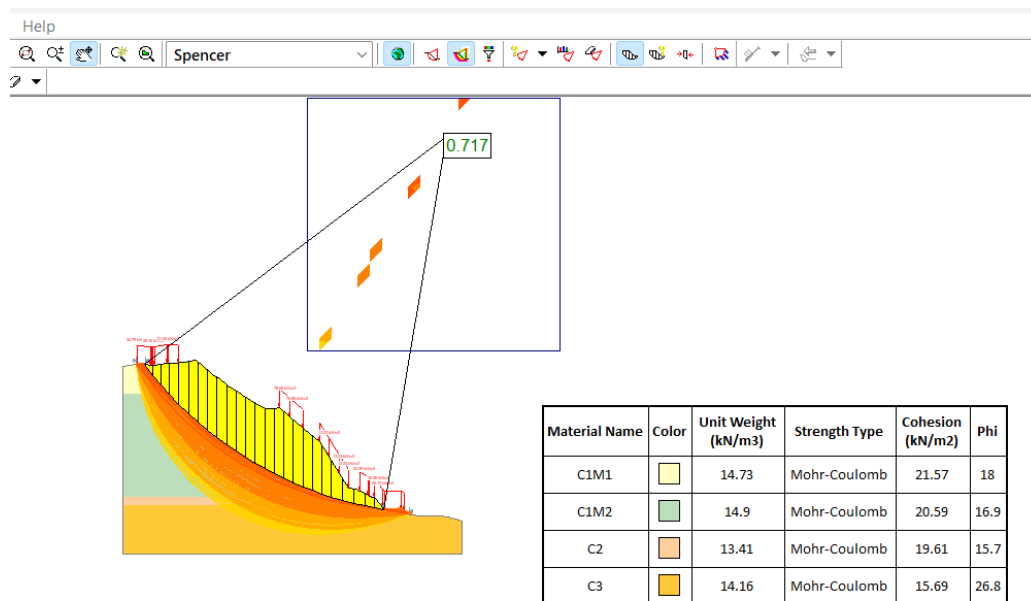 Help
Spencer
0.717
Material Name Color Unit Weight (kN/m3) Strength Type Cohesion (kN/m2) Phi
C1M1 14.73 Mohr-Coulomb 21.57 18
C1M2 14.9 Mohr-Coulomb 20.59 16.9
C2 13.41 Mohr-Coulomb 19.61 15.7
C3 14.16 Mohr-Coulomb 15.69 26.8